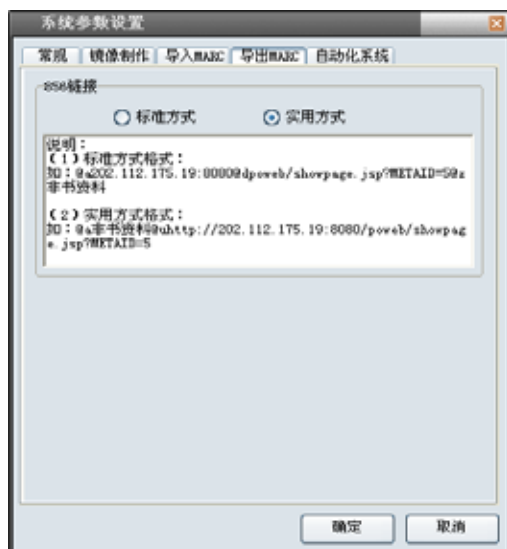 系统参数设置
常规 镜像制作 导入MARC 导出MARC 自动化系统
856链接
标准方式 实用方式
说明：
（1）标准方式格式：
如：@a202.112.175.19:8080@dpoweb/showpage.jsp?METAID=5@z
非书资料
（2）实用方式格式：
如：@a非书资料@uhttp://202.112.175.19:8080/poweb/showpag
e.jsp?METAID=5
确定 取消